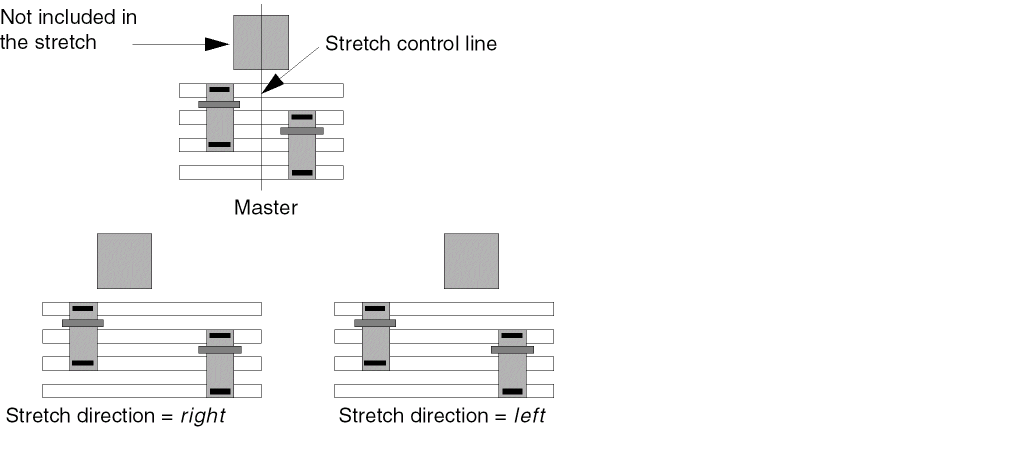 Not included in
the stretch
Stretch control line
Master
Stretch direction = right
Stretch direction = left